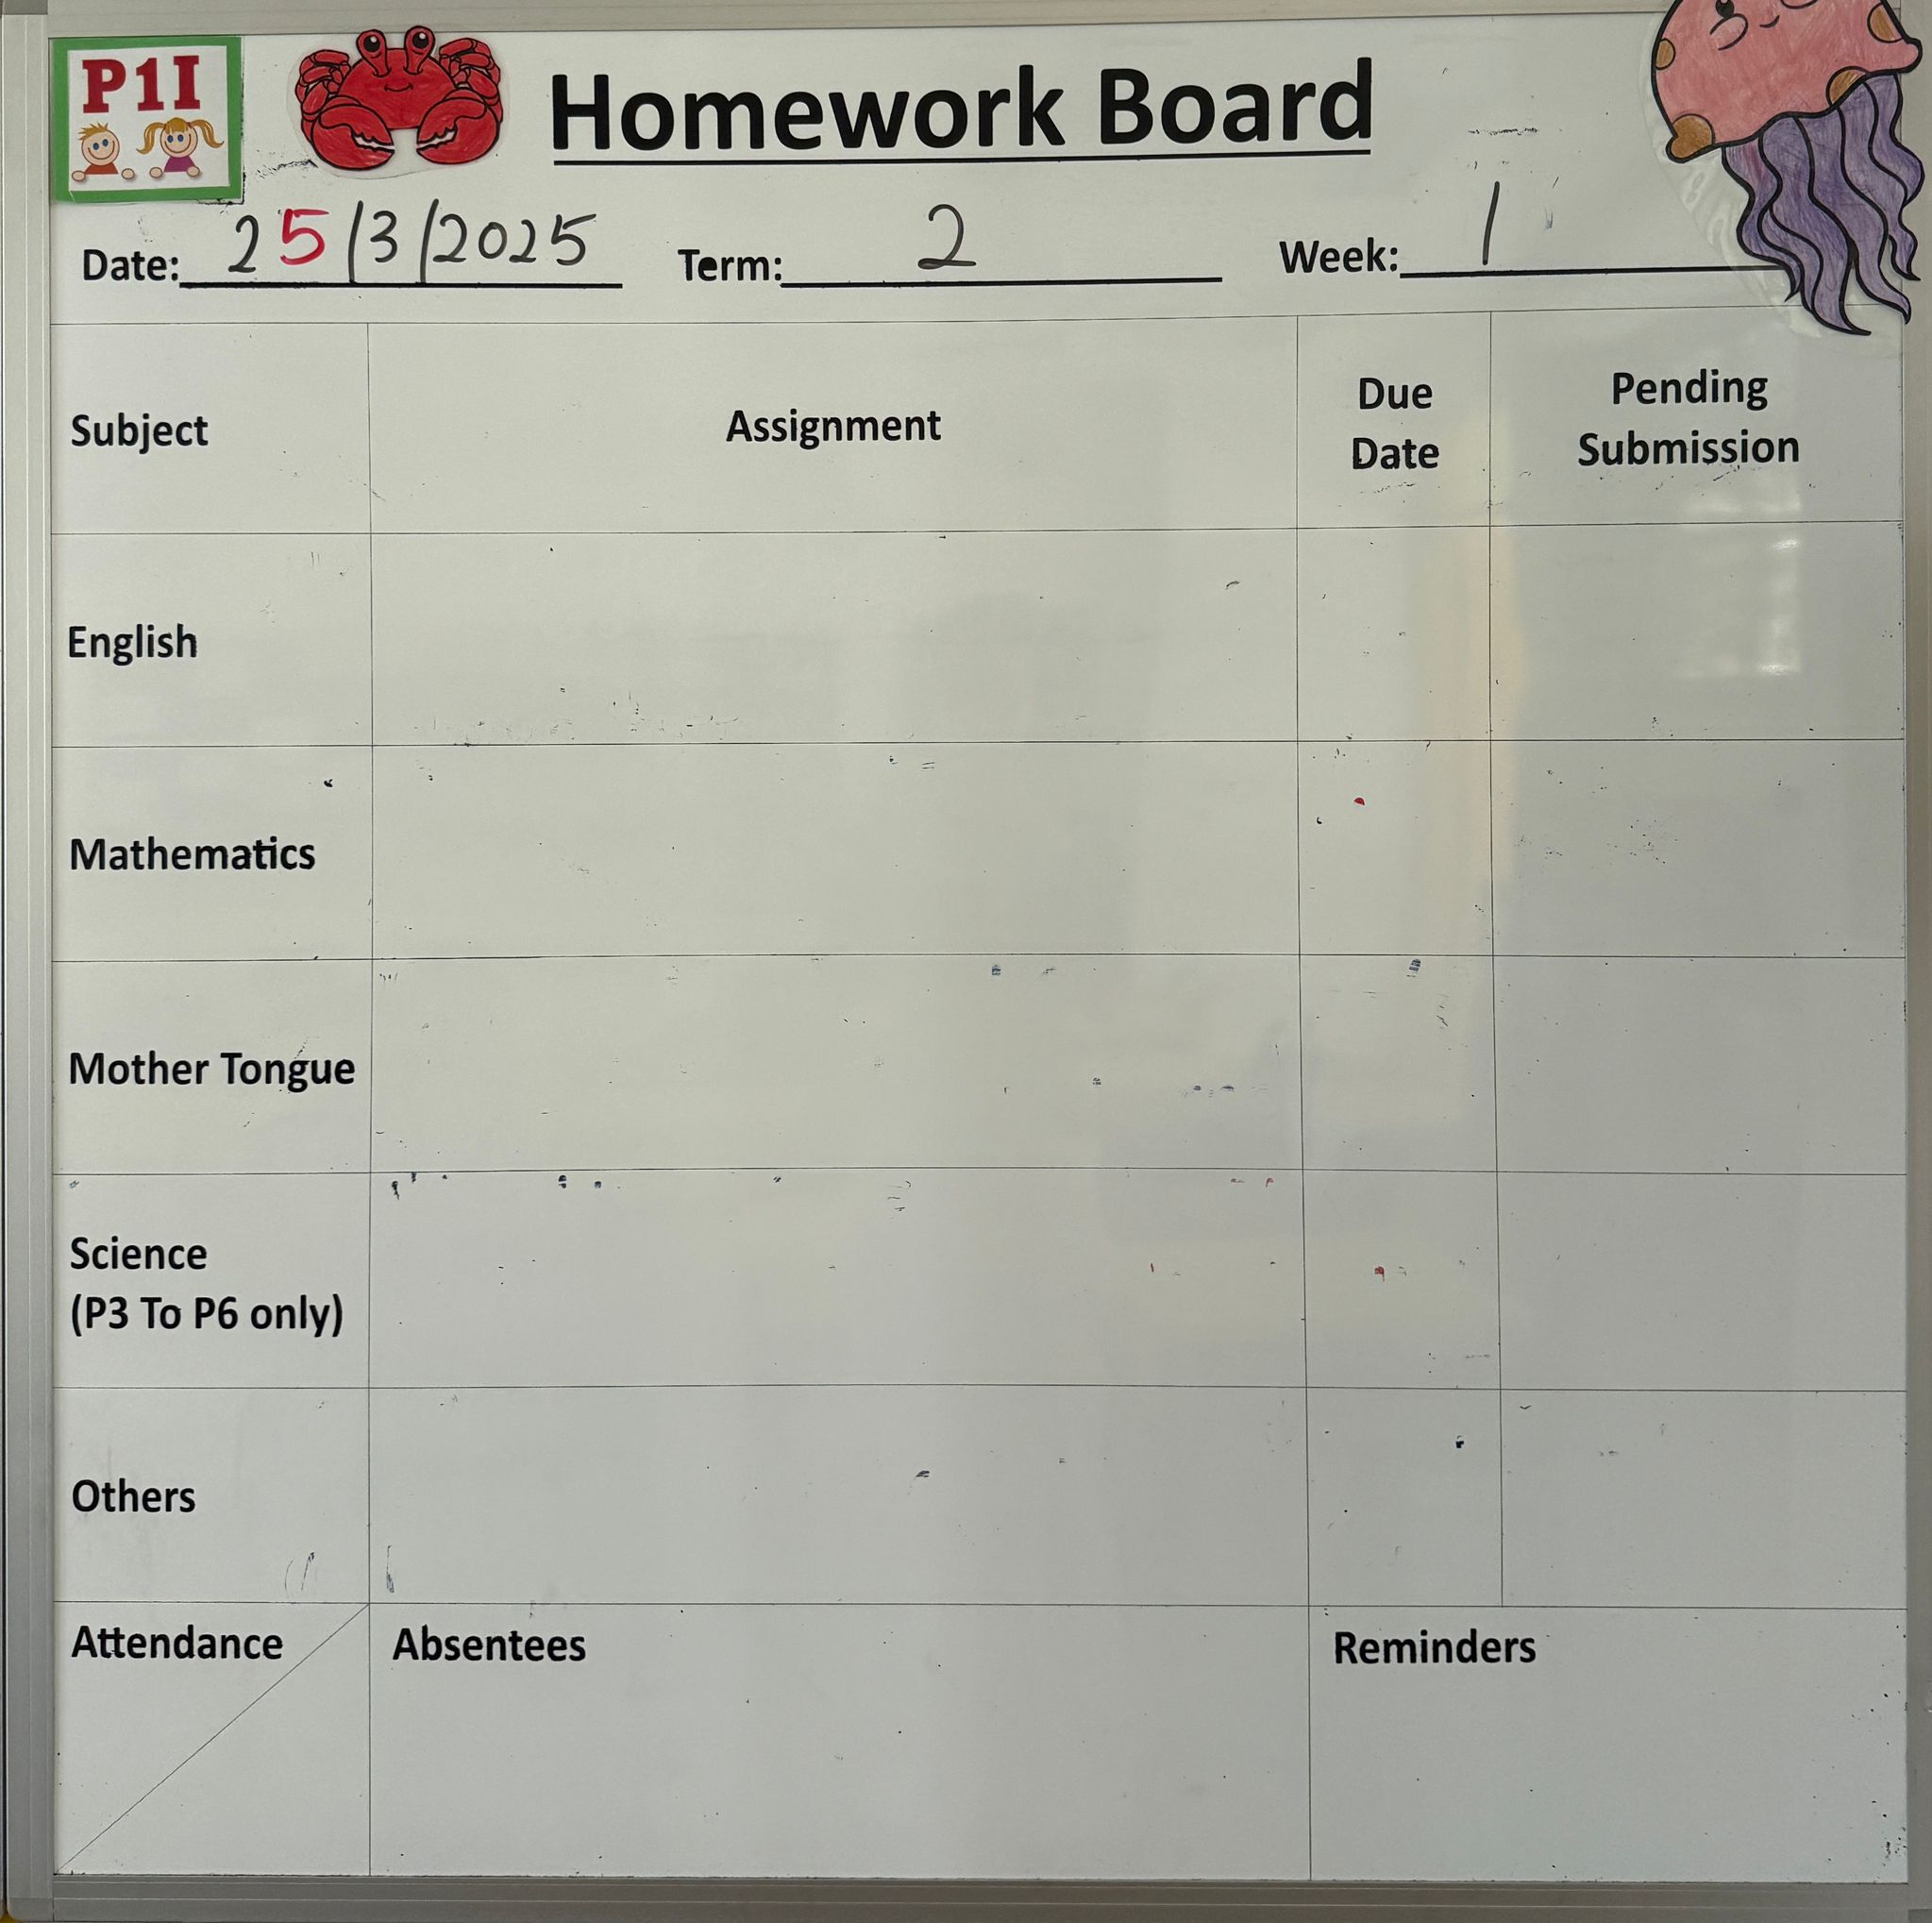 P1I
Homework Board
Date: 25/3/2025 Term: 2 Week: 1
Subject Assignment Due Date Pending Submission
English
Mathematics
Mother Tongue
Science
(P3 To P6 only)
Others
Attendance Absentees Reminders